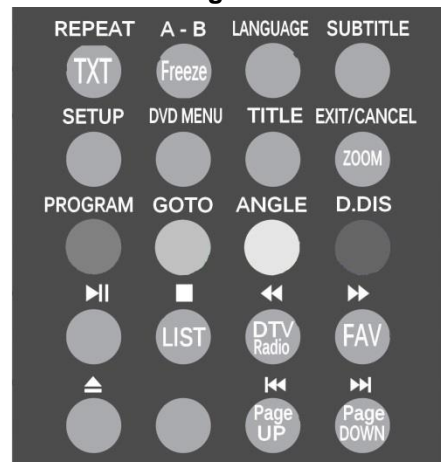 REPEAT A - B LANGUAGE SUBTITLE
TXT Freeze
SETUP DVD MENU TITLE EXIT/CANCEL
ZOOM
PROGRAM GOTO ANGLE D.DIS
LIST DTV Radio FAV
Page UP Page DOWN